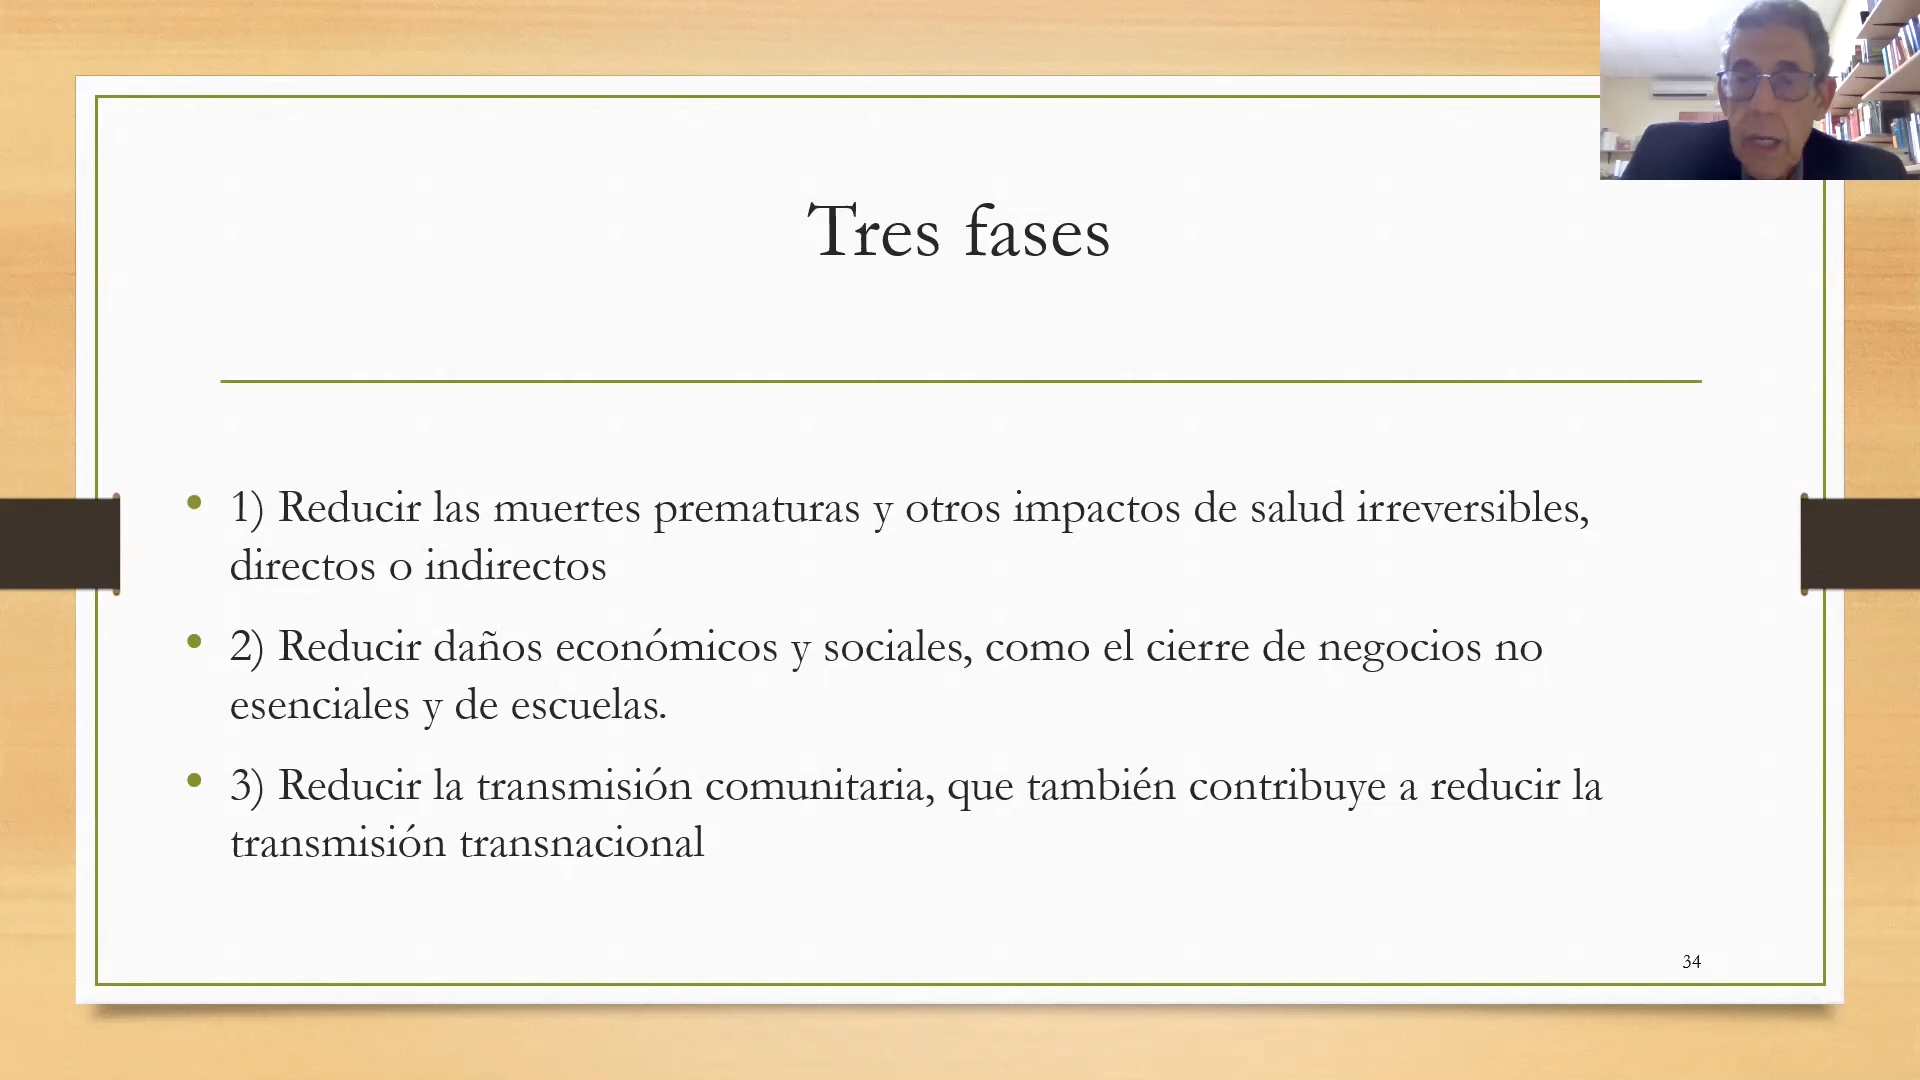 Tres fases
• 1) Reducir las muertes prematuras y otros impactos de salud irreversibles,
directos o indirectos
• 2) Reducir daños económicos y sociales, como el cierre de negocios no
esenciales y de escuelas.
• 3) Reducir la transmisión comunitaria, que también contribuye a reducir la
transmisión transnacional
34